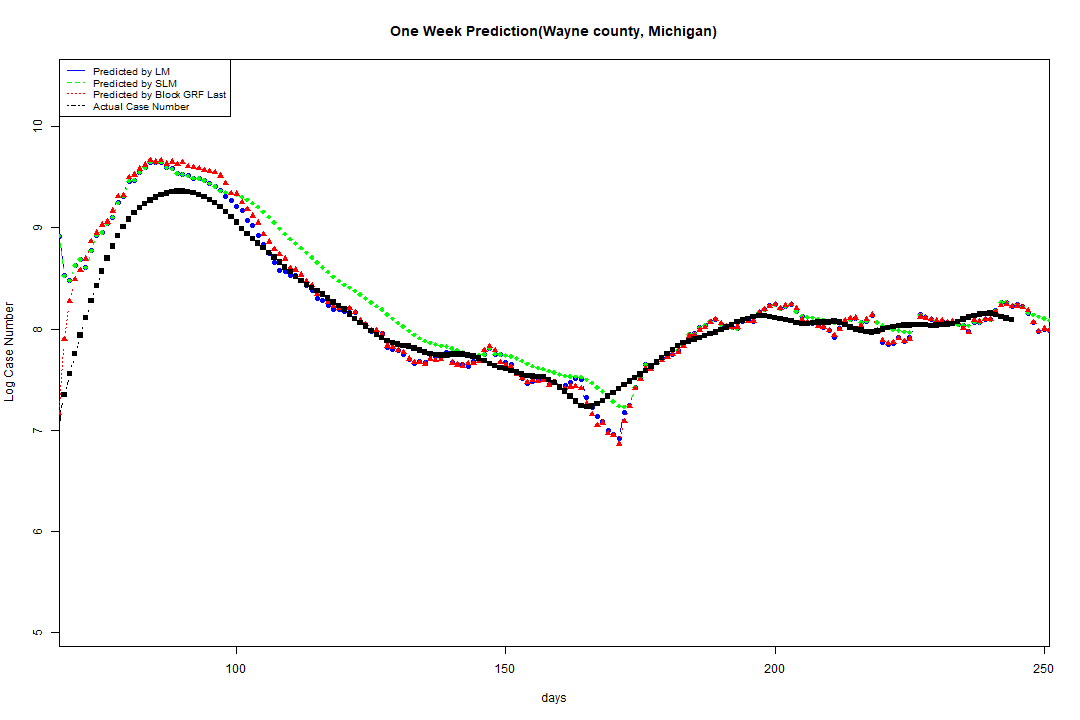 One Week Prediction(Wayne county, Michigan)
Predicted by LM
Predicted by SLM
Predicted by Block GRF Last
Actual Case Number
Log Case Number
10
9
8
7
6
5
100
150
200
250
days